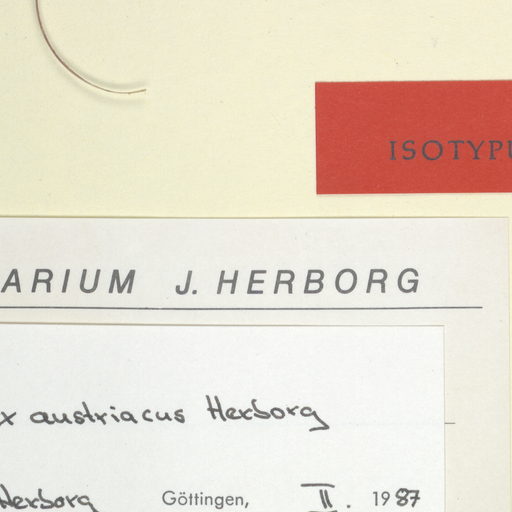 ISOTYPU
ARIUM J. HERBORG
x austriacus Herborg
Herborg Göttingen, II. 1987